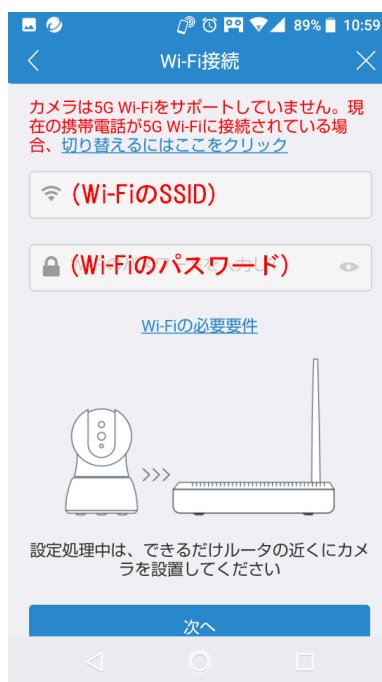 89% 10:59
Wi-Fi接続
カメラは5G Wi-Fiをサポートしていません。現
在の携帯電話が5G Wi-Fiに接続されている場
合、切り替えるにはここをクリック
(Wi-FiのSSID)
(Wi-Fiのパスワード)
Wi-Fiの必要要件
>>>
設定処理中は、できるだけルータの近くにカメ
ラを設置してください
次へ